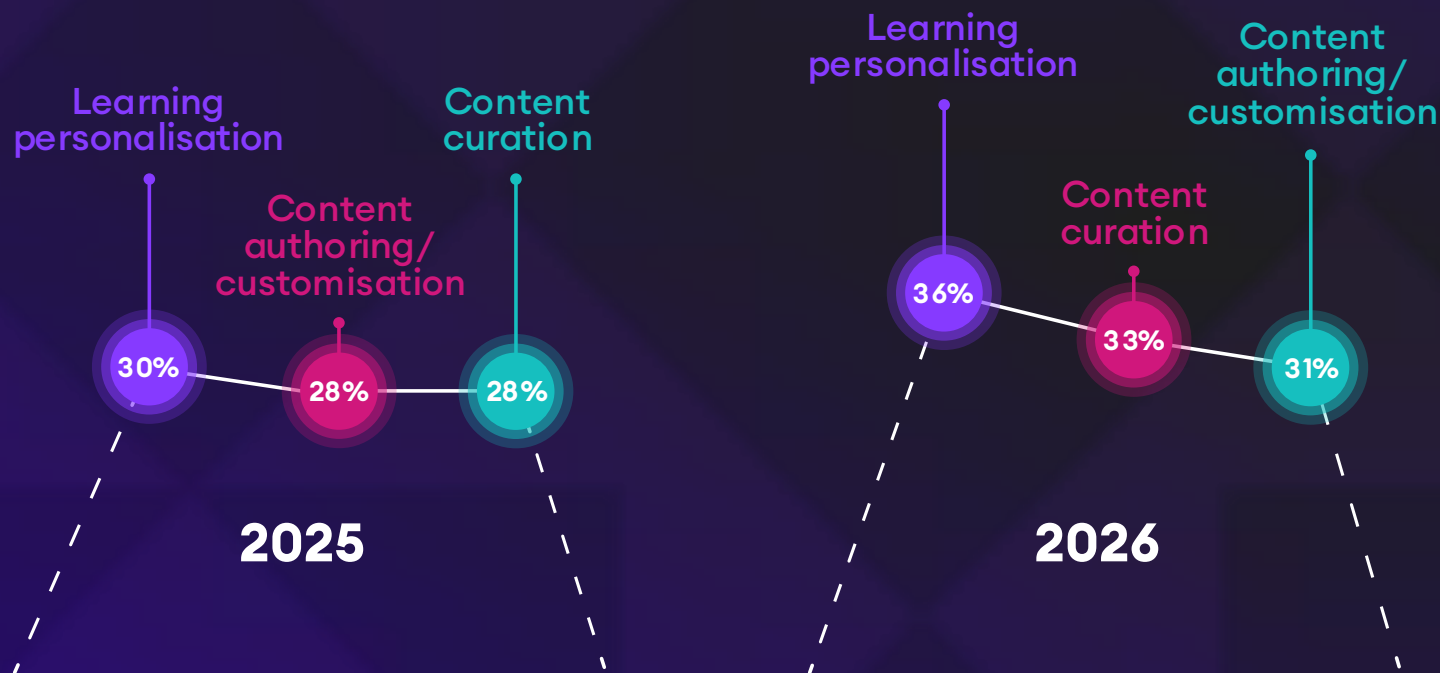 Learning
personalisation
30%
Content
authoring/
customisation
28%
Content
curation
28%
2025
Learning
personalisation
36%
Content
curation
33%
Content
authoring/
customisation
31%
2026